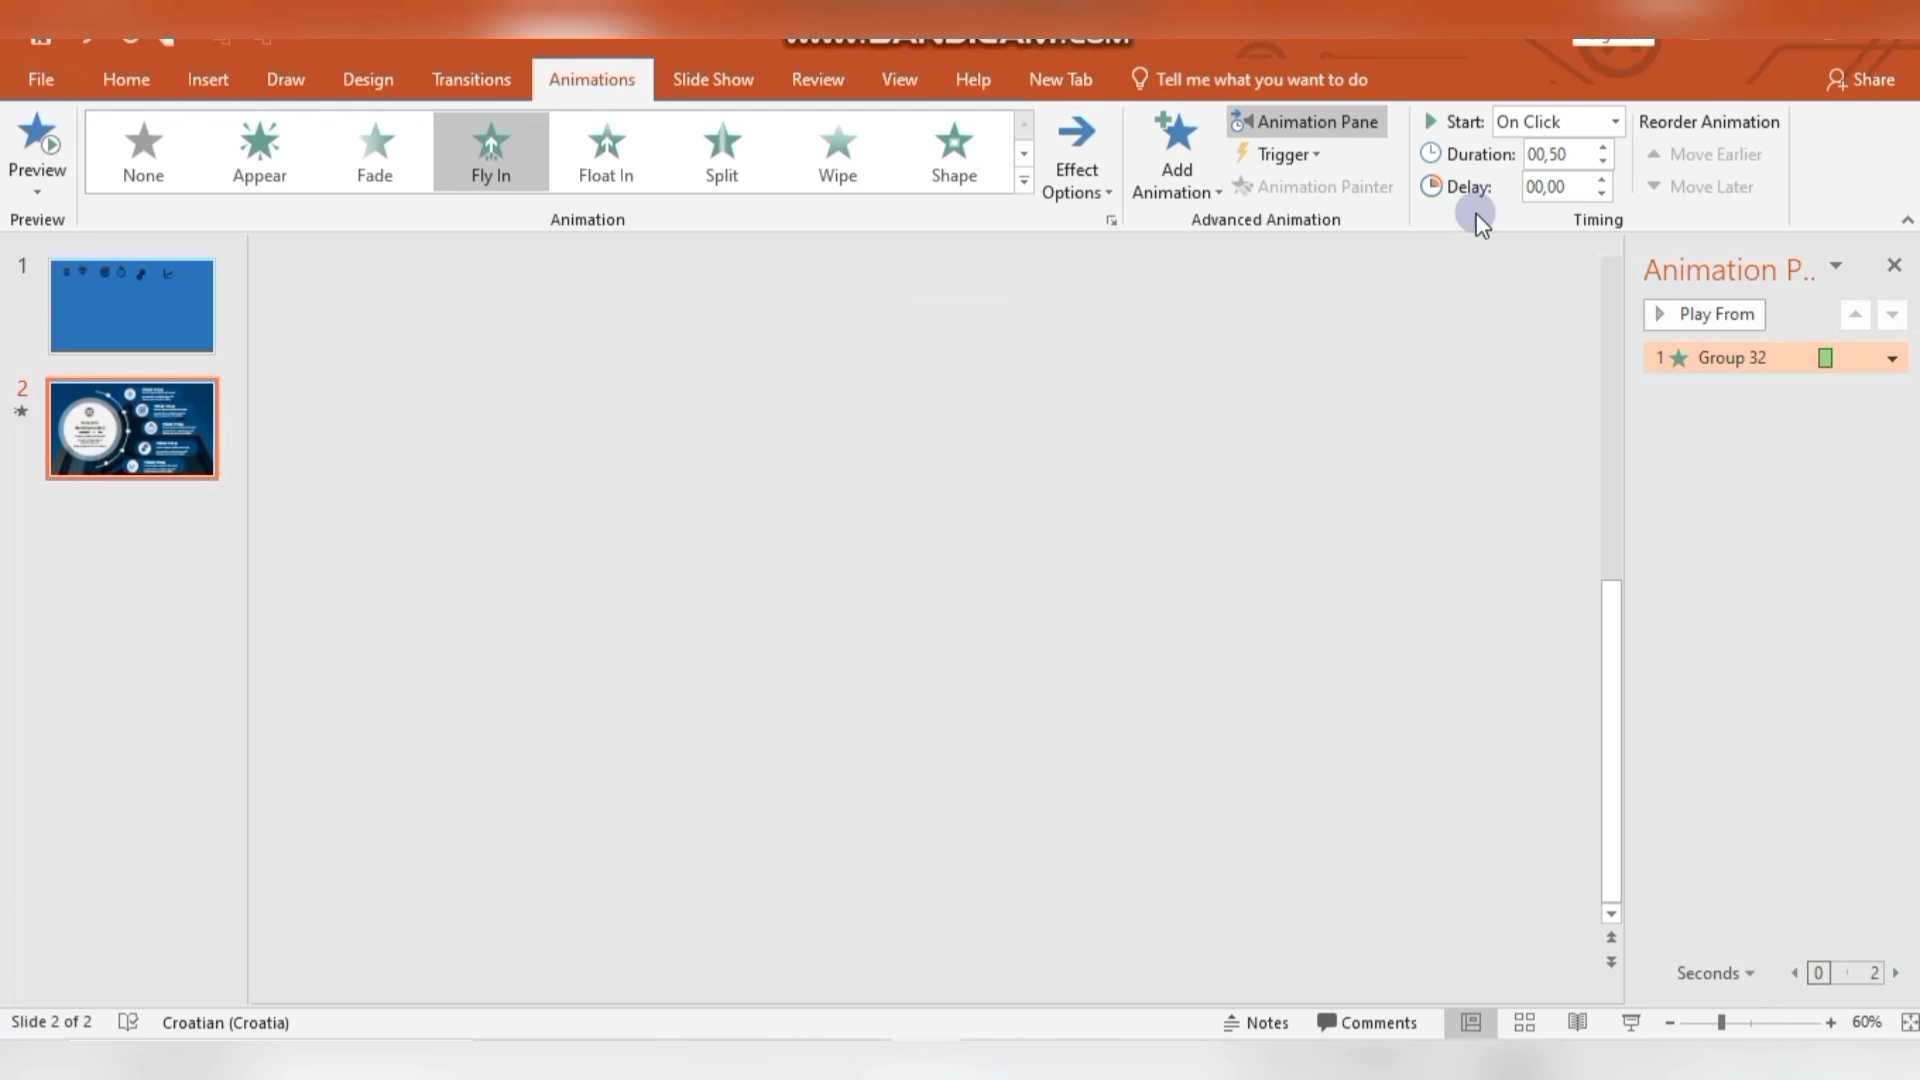 www.BANDICAM.com
File Home Insert Draw Design Transitions Animations Slide Show Review View Help New Tab Tell me what you want to do Share
Preview
None Appear Fade Fly In Float In Split Wipe Shape
Effect Options
Add Animation
Animation Pane
Trigger
Animation Painter
Start: On Click
Duration: 00,50
Delay: 00,00
Reorder Animation
Move Earlier
Move Later
Preview Animation Advanced Animation Timing
1
2
Animation P..
Play From
1 Group 32
Seconds 0 2
Slide 2 of 2 Croatian (Croatia) Notes Comments 60%